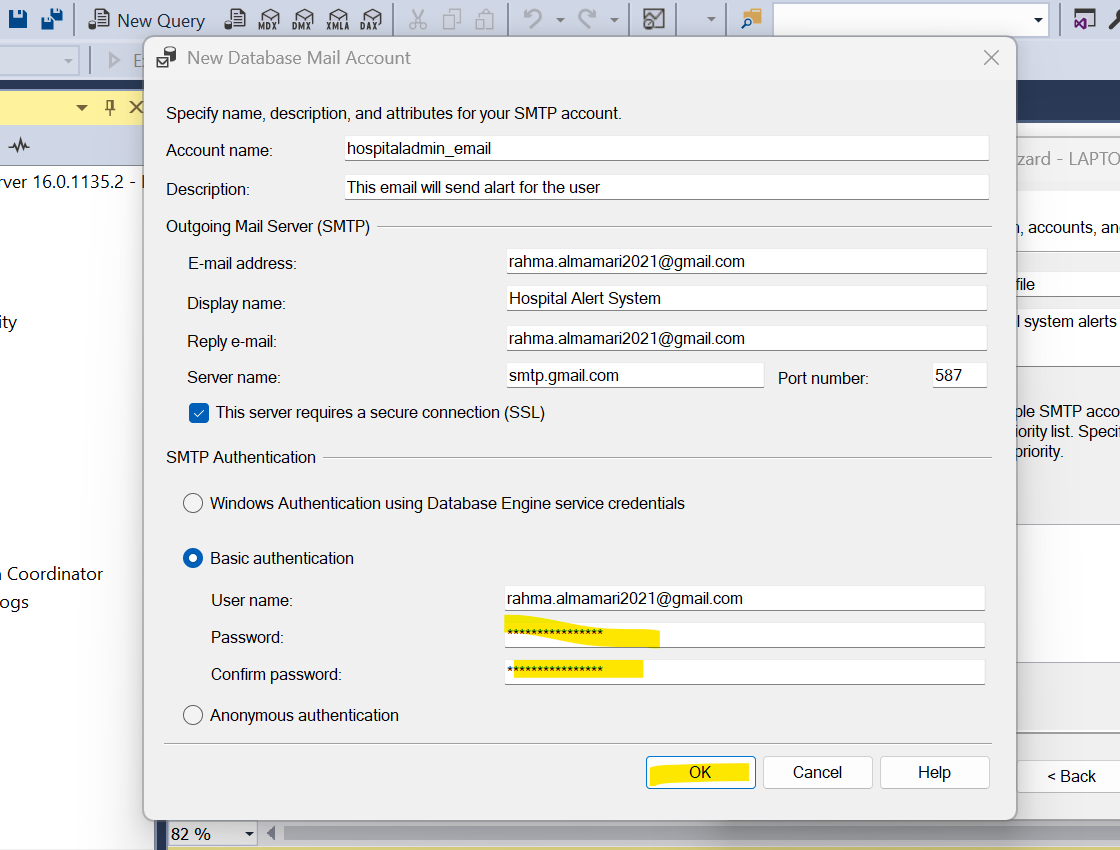 New Query
MDX
DMX
XMLA
DAX
E
New Database Mail Account
Specify name, description, and attributes for your SMTP account.
Account name: hospitaladmin_email
Description: This email will send alart for the user
Outgoing Mail Server (SMTP)
E-mail address: rahma.almamari2021@gmail.com
Display name: Hospital Alert System
Reply e-mail: rahma.almamari2021@gmail.com
Server name: smtp.gmail.com Port number: 587
This server requires a secure connection (SSL)
SMTP Authentication
Windows Authentication using Database Engine service credentials
Basic authentication
User name: rahma.almamari2021@gmail.com
Password: ****************
Confirm password: ****************
Anonymous authentication
OK Cancel Help
rver 16.0.1135.2 -
ity
Coordinator
ogs
zard - LAPTO
, accounts, an
file
l system alerts
ple SMTP acco
iority list. Speci
priority.
< Back
82 %